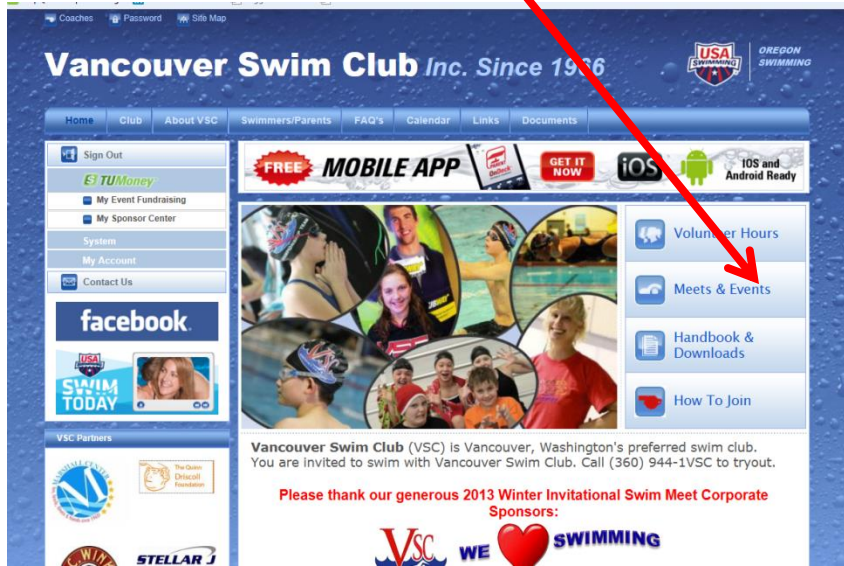 Coaches Password Site Map
Vancouver Swim Club Inc. Since 1966
USA SWIMMING
OREGON
SWIMMING
Home Club About VSC Swimmers/Parents FAQ's Calendar Links Documents
Sign Out
TUMoney
My Event Fundraising
My Sponsor Center
System
My Account
Contact Us
facebook
USA
SWIM
TODAY
VSC Partners
The Quinn
Driscoll
Foundation
STELLAR J
FREE MOBILE APP
OnDeck
GET IT
NOW
iOS
IOS and
Android Ready
SUBWAY
Volunteer Hours
Meets & Events
Handbook &
Downloads
How To Join
Vancouver Swim Club (VSC) is Vancouver, Washington's preferred swim club.
You are invited to swim with Vancouver Swim Club. Call (360) 944-1VSC to tryout.
Please thank our generous 2013 Winter Invitational Swim Meet Corporate
Sponsors:
VSC WE SWIMMING